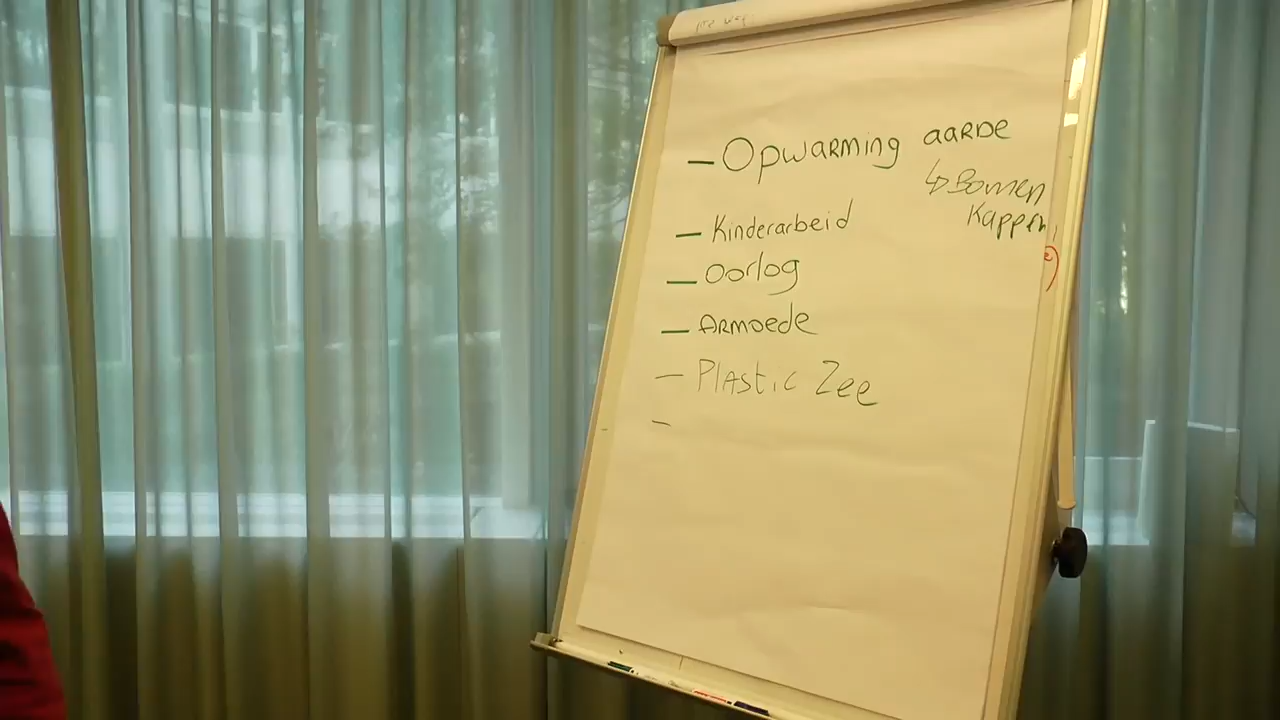 - Opwarming aarde
↳ Bomen
Kappen
- Kinderarbeid
- Oorlog
- Armoede
- Plastic Zee
-